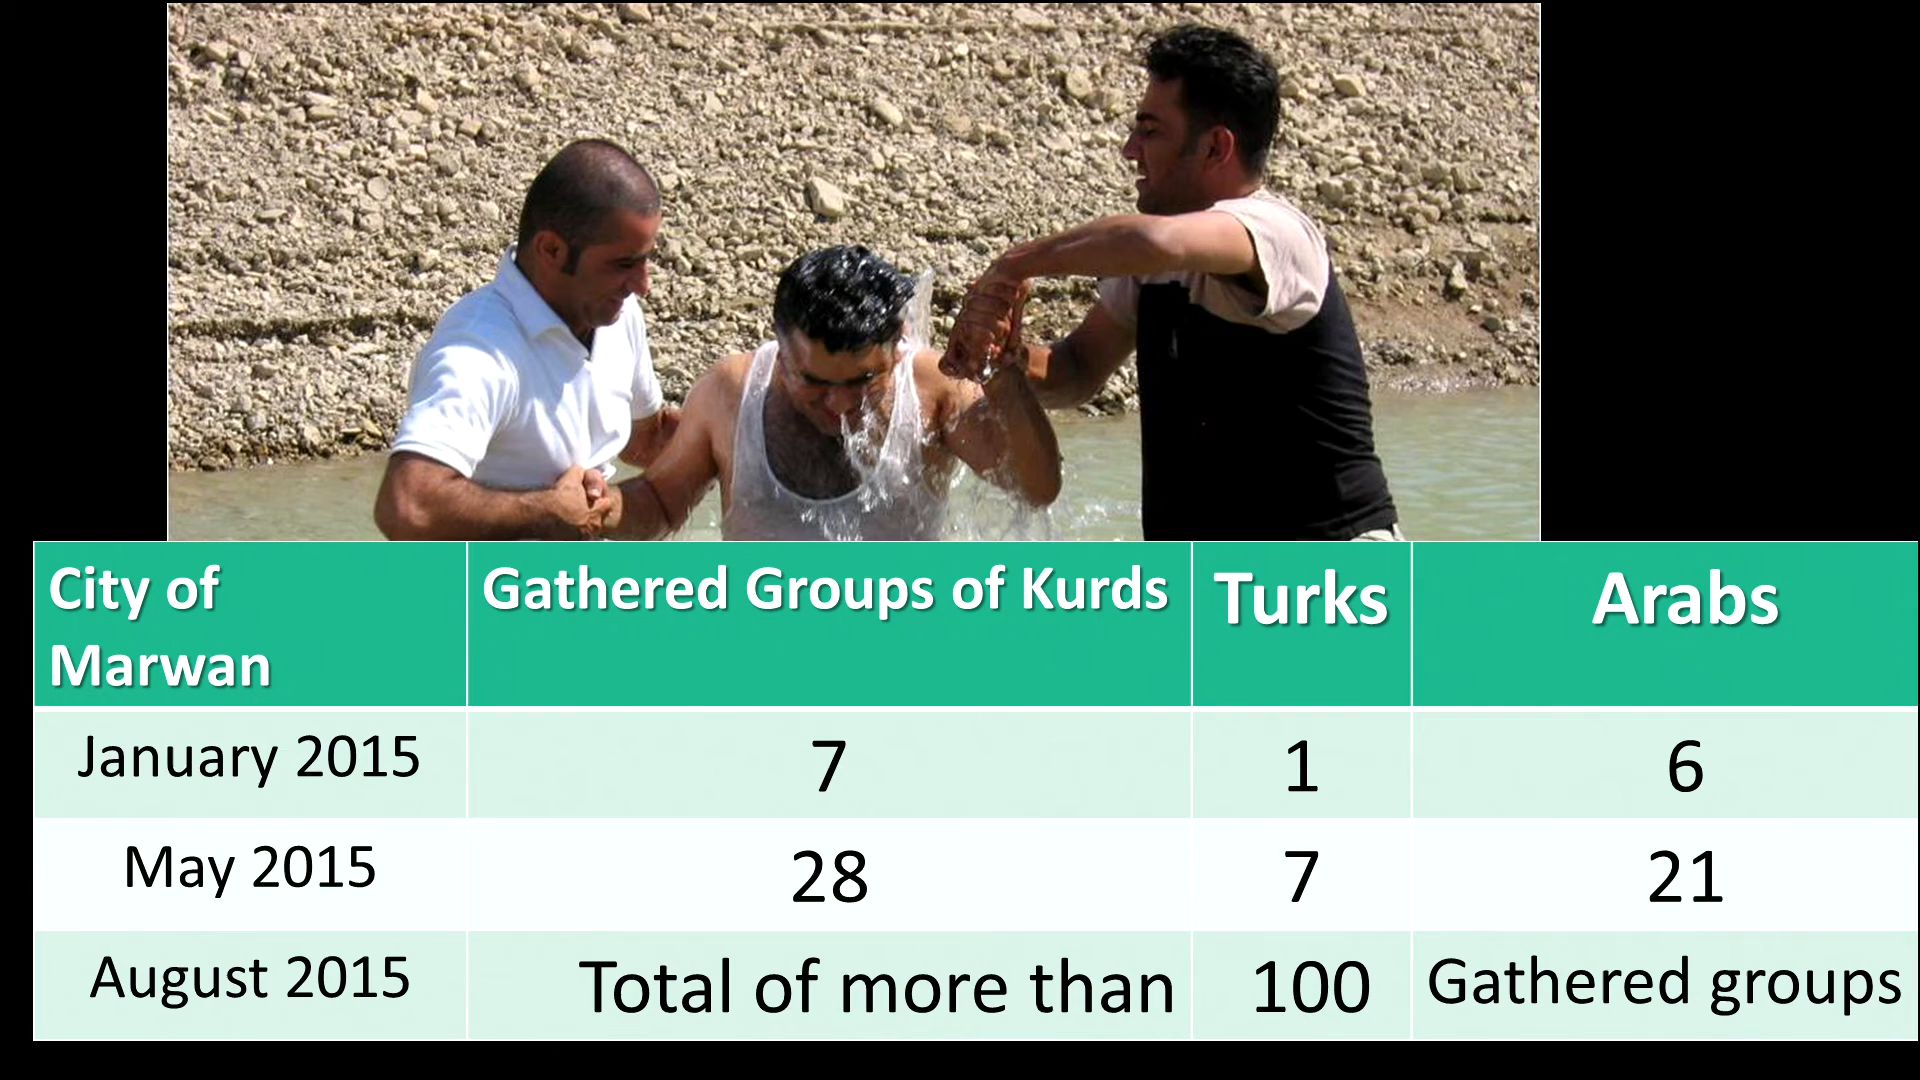 City of
Marwan
Gathered Groups of Kurds
Turks
Arabs
January 2015
7
1
6
May 2015
28
7
21
August 2015
Total of more than
100
Gathered groups